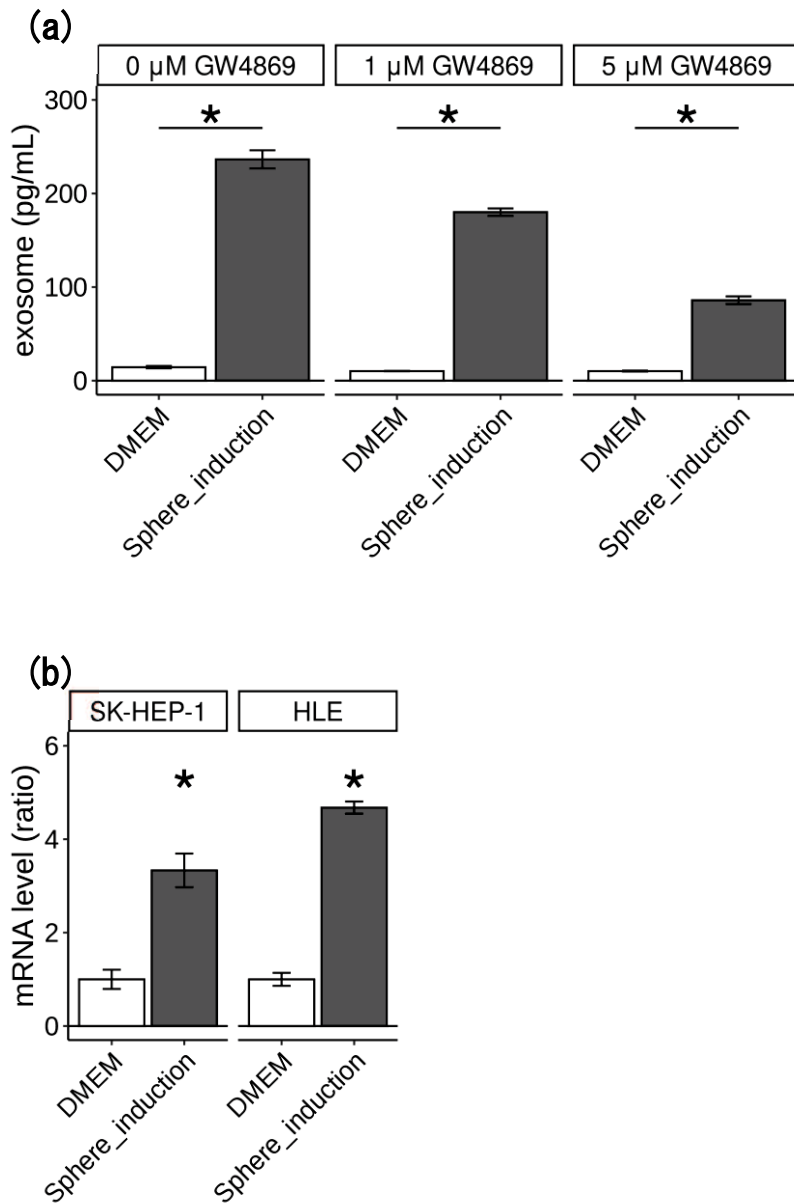 (a)
0 µM GW4869
1 µM GW4869
5 µM GW4869
exosome (pg/mL)
300
200
100
0
*
*
*
DMEM
Sphere_induction
DMEM
Sphere_induction
DMEM
Sphere_induction
(b)
SK-HEP-1
HLE
mRNA level (ratio)
6
4
2
0
*
*
DMEM
Sphere_induction
DMEM
Sphere_induction